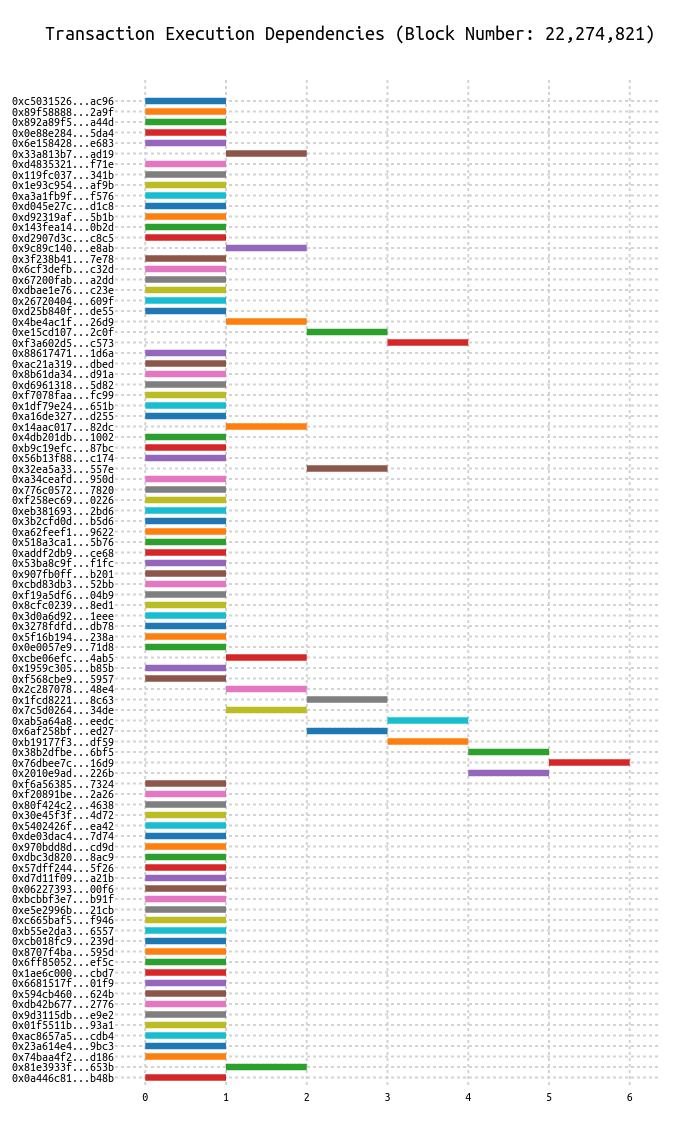 Transaction Execution Dependencies (Block Number: 22,274,821)
0xc5031526...ac96
0x89f58888...2a9f
0x892a89f5...a44d
0x0e88e284...5da4
0x6e158428...e683
0x33a813b7...ad19
0xd4835321...f71e
0x119fc037...341b
0x1e93c954...af9b
0xa3a1fb9f...f576
0xd045e27c...d1c8
0xd92319af...5b1b
0x143fea14...0b2d
0xd2907d3c...c8c5
0x9c89c140...e8ab
0x3f238b41...7e78
0x6cf3defb...c32d
0x67200fab...a2dd
0xdbae1e76...c23e
0x26720404...609f
0xd25b840f...de55
0x4be4ac1f...26d9
0xe15cd107...2c0f
0xf3a602d5...c573
0x88617471...1d6a
0xac21a319...dbed
0x8b61da34...d91a
0xd6961318...5d82
0xf7078faa...fc99
0x1df79e24...651b
0xa16de327...d255
0x14aac017...82dc
0x4db201db...1002
0xb9c19efc...87bc
0x56b13f88...c174
0x32ea5a33...557e
0xa34ceafd...950d
0x776c0572...7820
0xf258ec69...0226
0xeb381693...2bd6
0x3b2cfd0d...b5d6
0xa62feef1...9622
0x518a3ca1...5b76
0xaddf2db9...ce68
0x53ba8c9f...f1fc
0x907fb0ff...b201
0xcbd83db3...52bb
0xf19a5df6...04b9
0x8cfc0239...8ed1
0x3d0a6d92...1eee
0x3278fdfd...db78
0x5f16b194...238a
0x0e0057e9...71d8
0xcbe06efc...4ab5
0x1959c305...b85b
0xf568cbe9...5957
0x2c287078...48e4
0x1fcd8221...8c63
0x7c5d0264...34de
0xab5a64a8...eedc
0x6af258bf...ed27
0xb19177f3...df59
0x38b2dfbe...6bf5
0x76dbee7c...16d9
0x2010e9ad...226b
0xf6a56385...7324
0xf20891be...2a26
0x80f424c2...4638
0x30e45f3f...4d72
0x5402426f...ea42
0xde03dac4...7d74
0x970bdd8d...cd9d
0xdbc3d820...8ac9
0x57dff244...5f26
0xd7d11f09...a21b
0x06227393...00f6
0xbcbbf3e7...b91f
0xe5e2996b...21cb
0xc665baf5...f946
0xb55e2da3...6557
0xcb018fc9...239d
0x8707f4ba...595d
0x6ff85052...ef5c
0x1ae6c000...cbd7
0x6681517f...01f9
0x594cb460...624b
0xdb42b677...2776
0x9d3115db...e9e2
0x01f5511b...93a1
0xac8657a5...cdb4
0x23a614e4...9bc3
0x74baa4f2...d186
0x81e3933f...653b
0x0a446c81...b48b
0 1 2 3 4 5 6